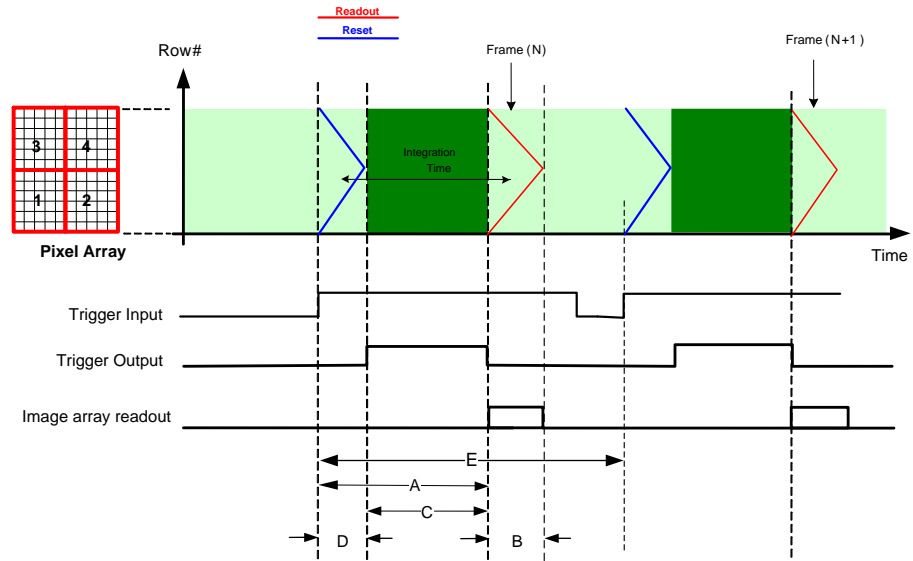 Readout
Reset
Row#
Frame (N)
Frame (N+1)
3
4
1
2
Integration
Time
Pixel Array
Time
Trigger Input
Trigger Output
Image array readout
E
A
C
D
B